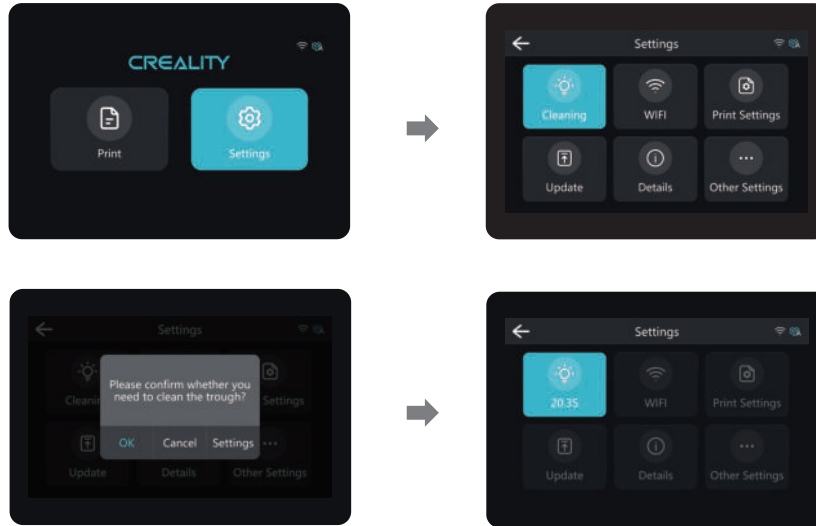 CREALITY
Print
Settings
Settings
Cleaning
WIFI
Print Settings
Update
Details
Other Settings
Settings
Please confirm whether you
need to clean the trough?
OK
Cancel
Settings
Settings
Update
Details
Other Settings
Settings
20.3S
WIFI
Print Settings
Update
Details
Other Settings